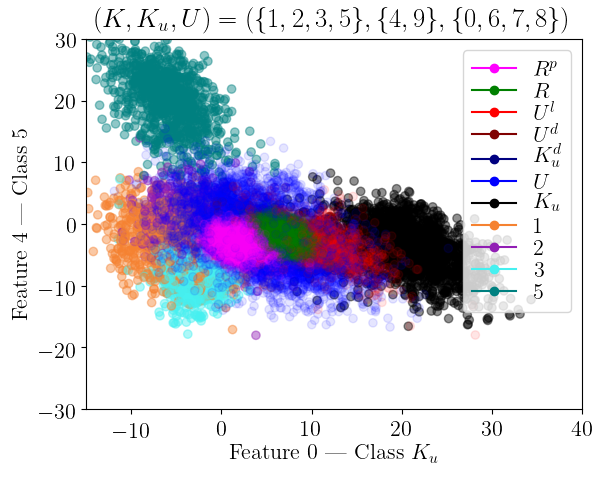 (K, K_u, U) = ({1, 2, 3, 5}, {4, 9}, {0, 6, 7, 8})
30
20
10
0
−10
−20
−30
Feature 4 — Class 5
R^p
R
U^l
U^d
K_u^d
U
K_u
1
2
3
5
−10
0
10
20
30
40
Feature 0 — Class K_u